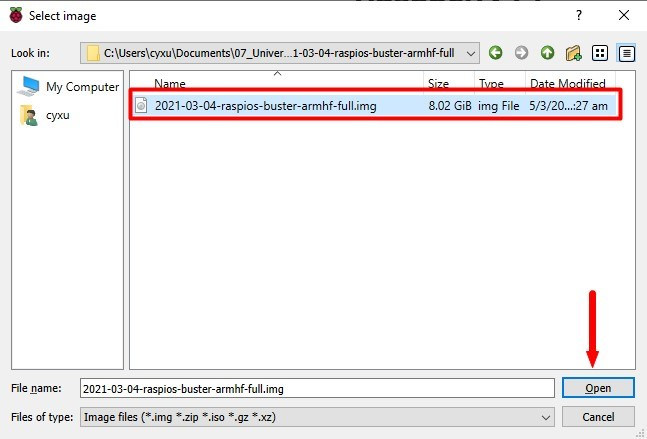 Select image
?
Look in: C:\Users\cyxu\Documents\07_Univer...1-03-04-raspios-buster-armhf-full
My Computer
cyxu
Name Size Type Date Modified
2021-03-04-raspios-buster-armhf-full.img 8.02 GiB img File 5/3/20...:27 am
File name: 2021-03-04-raspios-buster-armhf-full.img Open
Files of type: Image files (*.img *.zip *.iso *.gz *.xz) Cancel